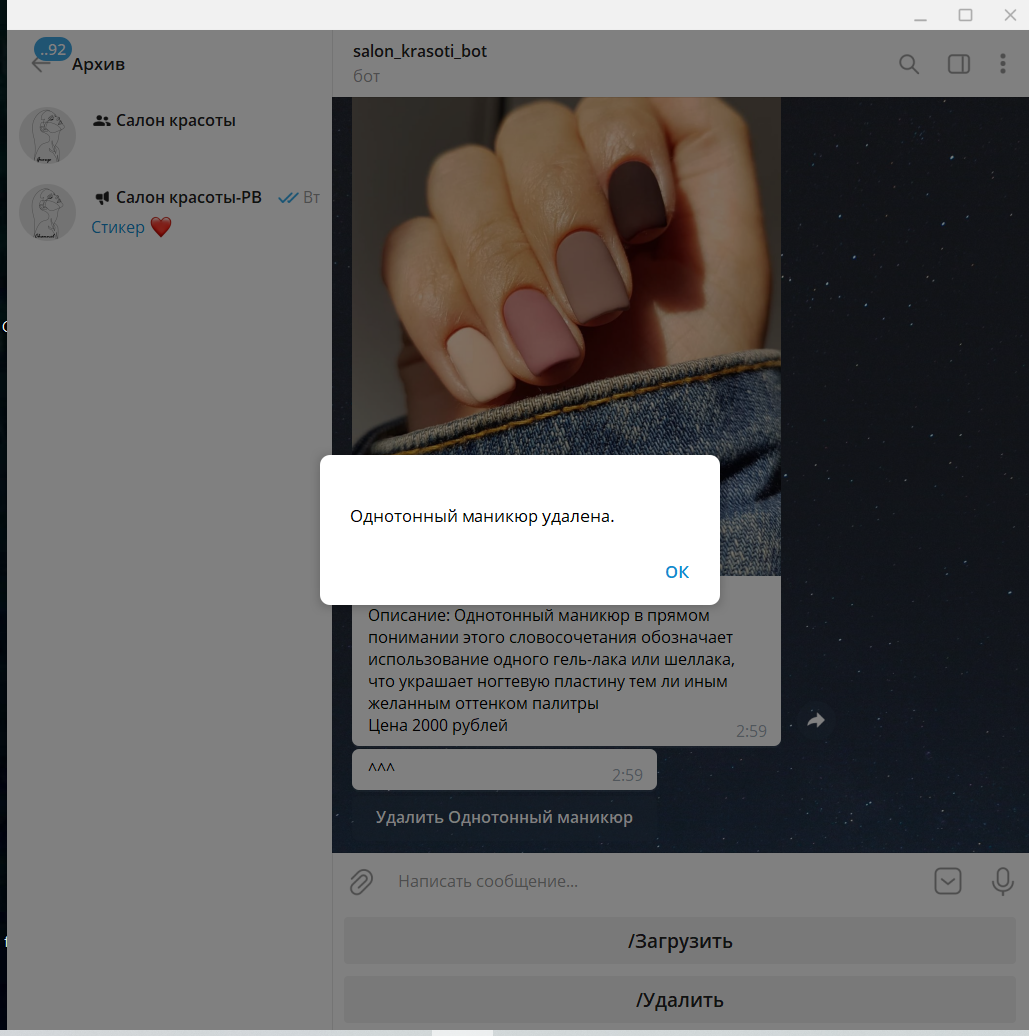 ..92
Архив
Салон красоты
Салон красоты-РВ Вт
Стикер ❤️
salon_krasoti_bot
бот
Однотонный маникюр удалена.
ОК
Описание: Однотонный маникюр в прямом
понимании этого словосочетания обозначает
использование одного гель-лака или шеллака,
что украшает ногтевую пластину тем ли иным
желанным оттенком палитры
Цена 2000 рублей
2:59
^^^
2:59
Удалить Однотонный маникюр
Написать сообщение...
/Загрузить
/Удалить